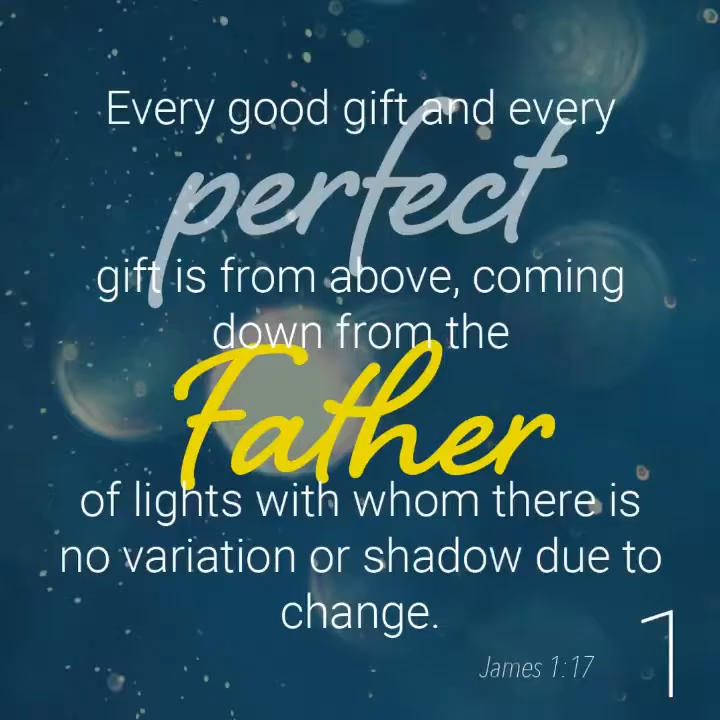 Every good gift and every
perfect
gift is from above, coming
down from the
Father
of lights with whom there is
no variation or shadow due to
change.
James 1:17
1